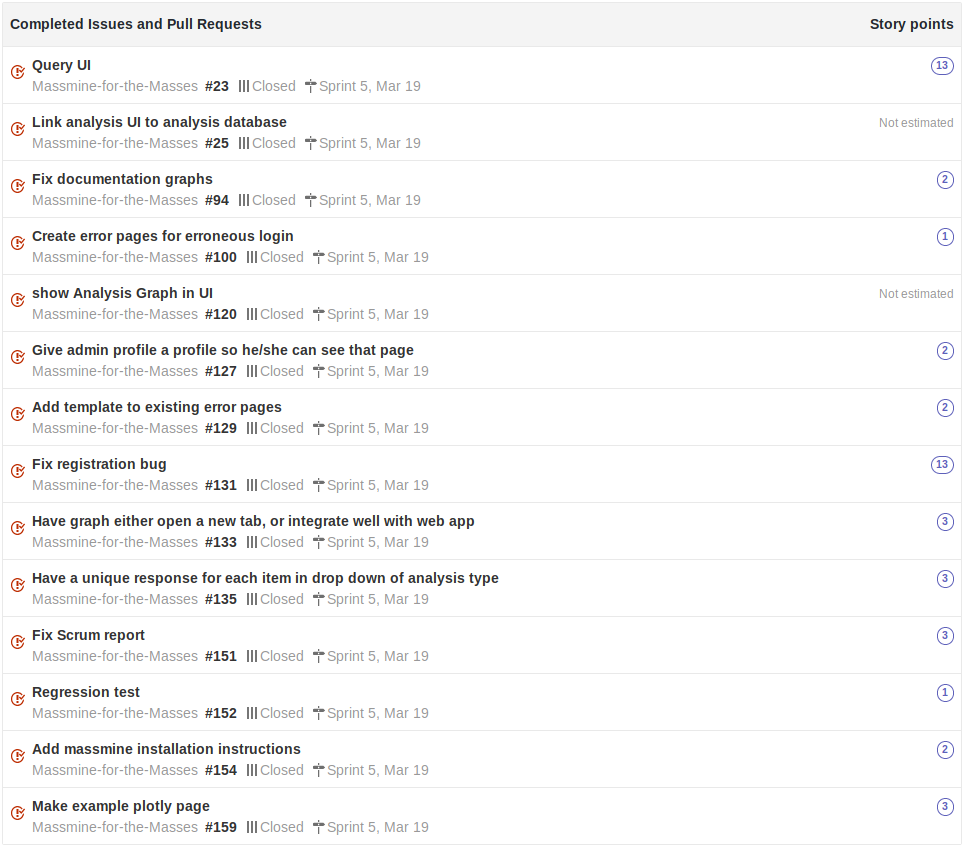 Completed Issues and Pull Requests Story points
Query UI 13
Massmine-for-the-Masses #23 Closed Sprint 5, Mar 19
Link analysis UI to analysis database Not estimated
Massmine-for-the-Masses #25 Closed Sprint 5, Mar 19
Fix documentation graphs 2
Massmine-for-the-Masses #94 Closed Sprint 5, Mar 19
Create error pages for erroneous login 1
Massmine-for-the-Masses #100 Closed Sprint 5, Mar 19
show Analysis Graph in UI Not estimated
Massmine-for-the-Masses #120 Closed Sprint 5, Mar 19
Give admin profile a profile so he/she can see that page 2
Massmine-for-the-Masses #127 Closed Sprint 5, Mar 19
Add template to existing error pages 2
Massmine-for-the-Masses #129 Closed Sprint 5, Mar 19
Fix registration bug 13
Massmine-for-the-Masses #131 Closed Sprint 5, Mar 19
Have graph either open a new tab, or integrate well with web app 3
Massmine-for-the-Masses #133 Closed Sprint 5, Mar 19
Have a unique response for each item in drop down of analysis type 3
Massmine-for-the-Masses #135 Closed Sprint 5, Mar 19
Fix Scrum report 3
Massmine-for-the-Masses #151 Closed Sprint 5, Mar 19
Regression test 1
Massmine-for-the-Masses #152 Closed Sprint 5, Mar 19
Add massmine installation instructions 2
Massmine-for-the-Masses #154 Closed Sprint 5, Mar 19
Make example plotly page 3
Massmine-for-the-Masses #159 Closed Sprint 5, Mar 19